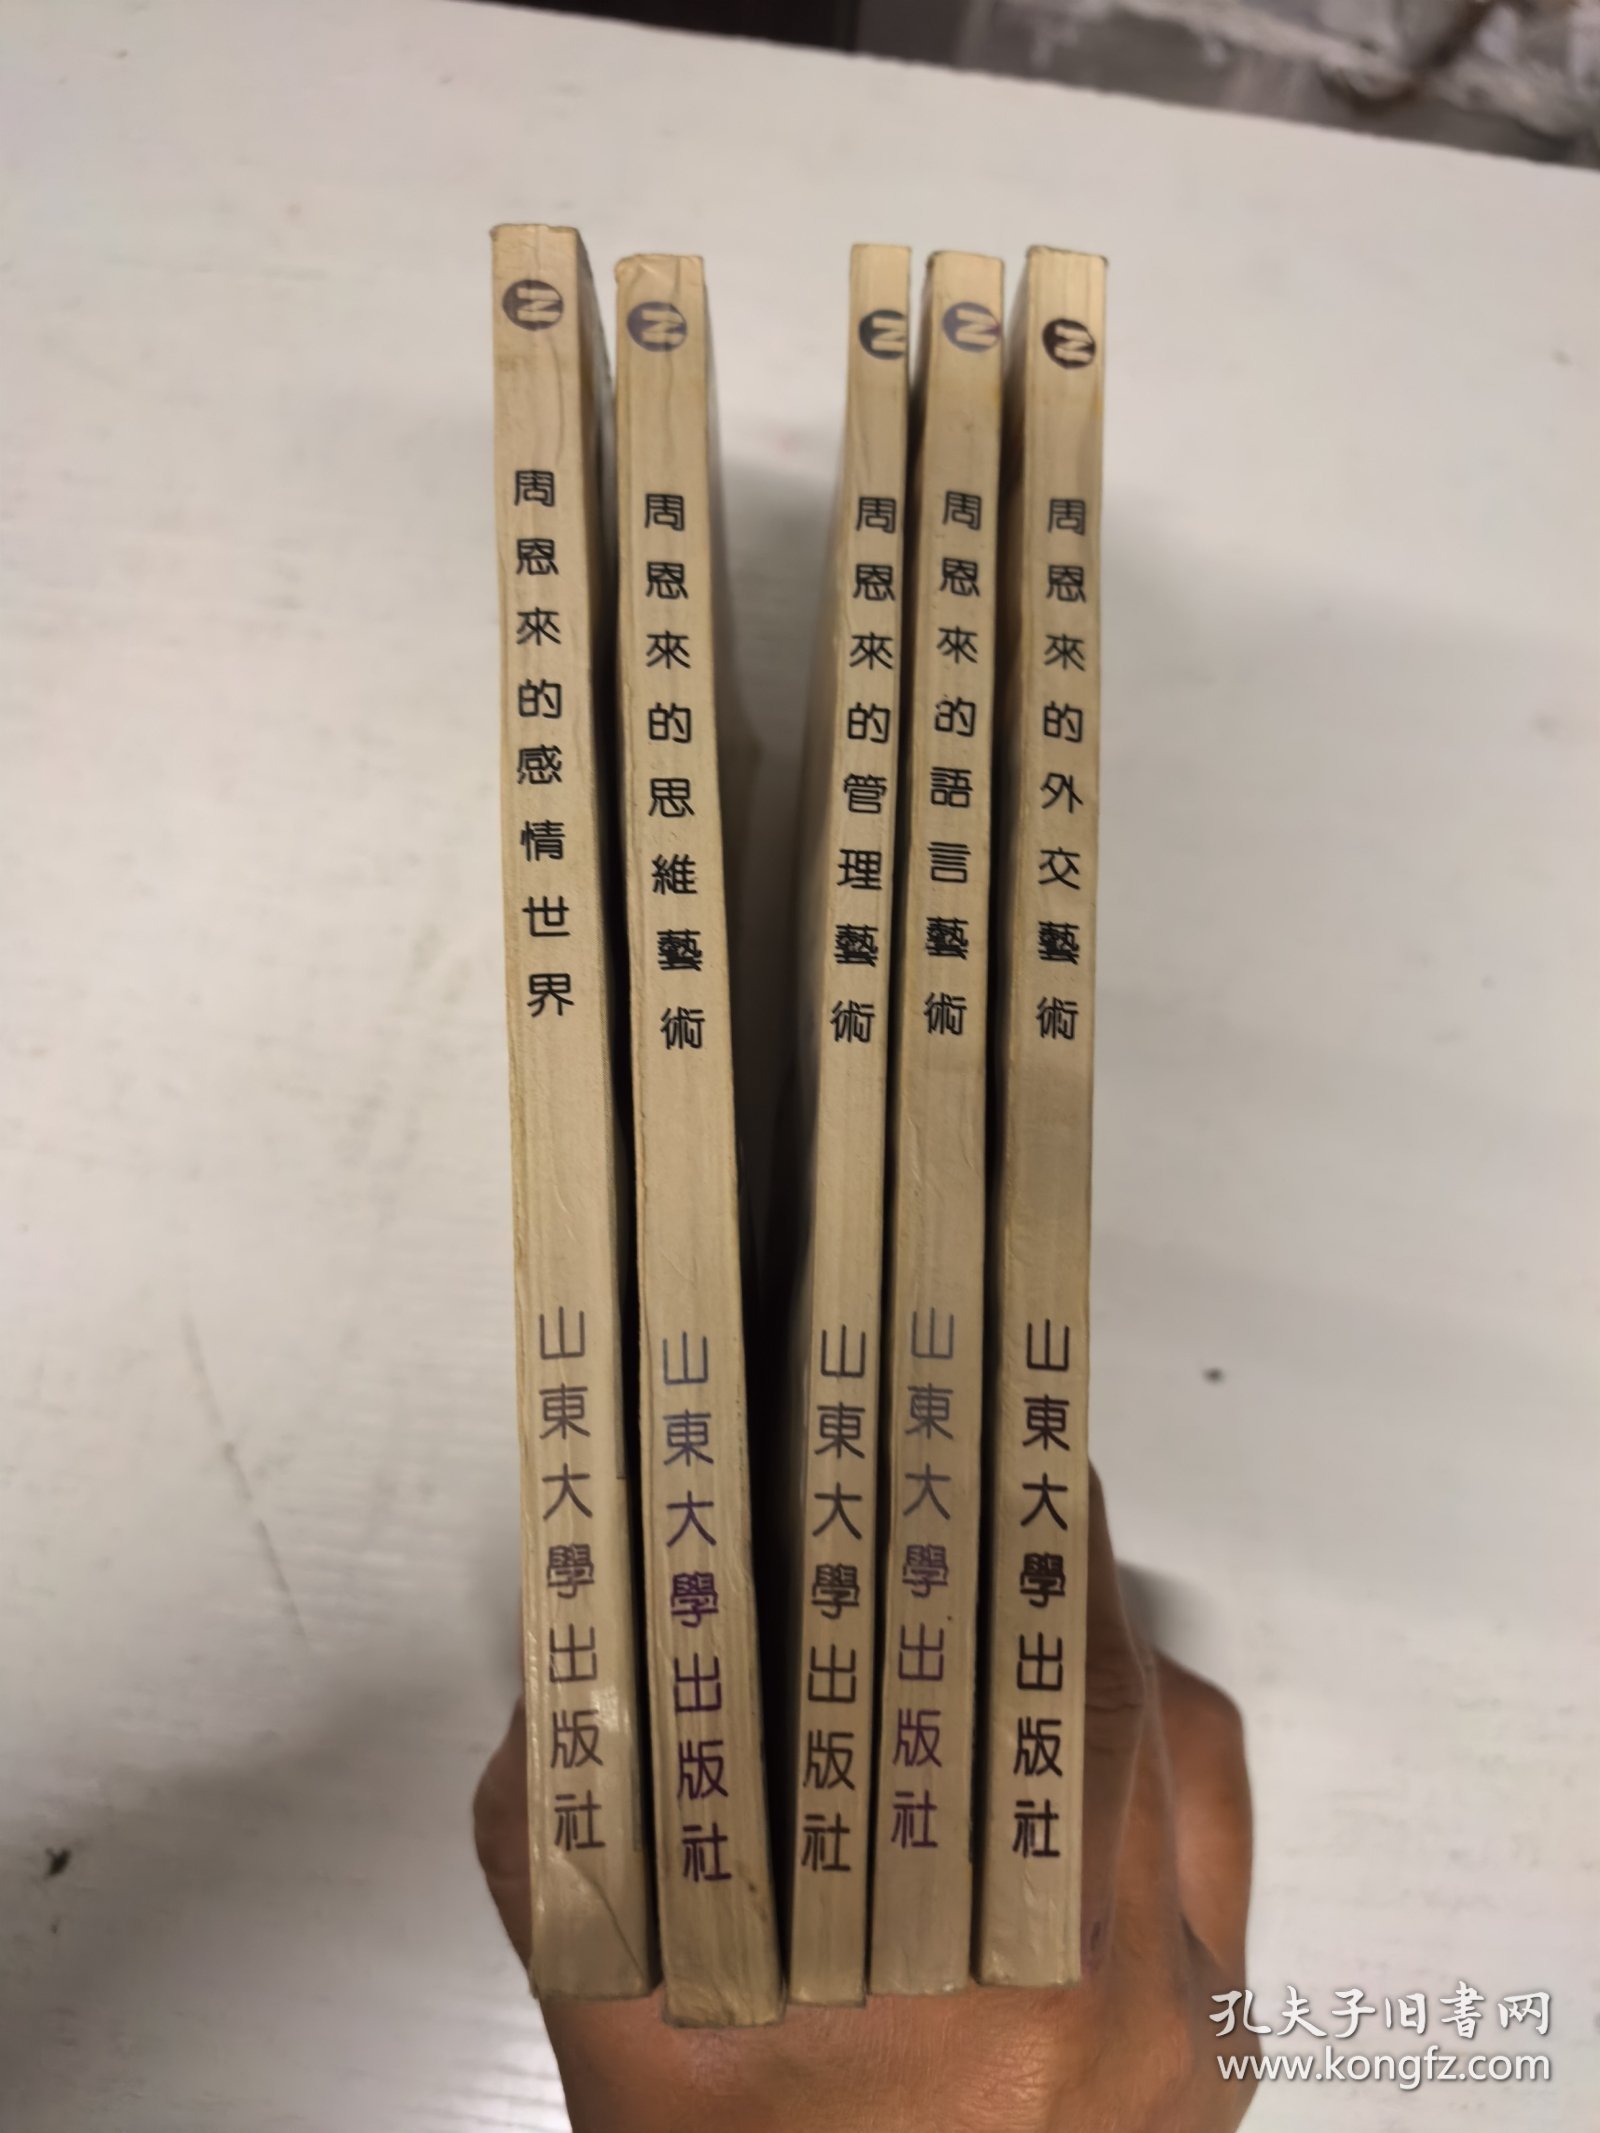 周恩來的感情世界
山東大學出版社
周恩來的思維藝術
山東大學出版社
周恩來的管理藝術
山東大學出版社
周恩來的語言藝術
山東大學出版社
周恩來的外交藝術
山東大學出版社
孔夫子旧書网
www.kongfz.com